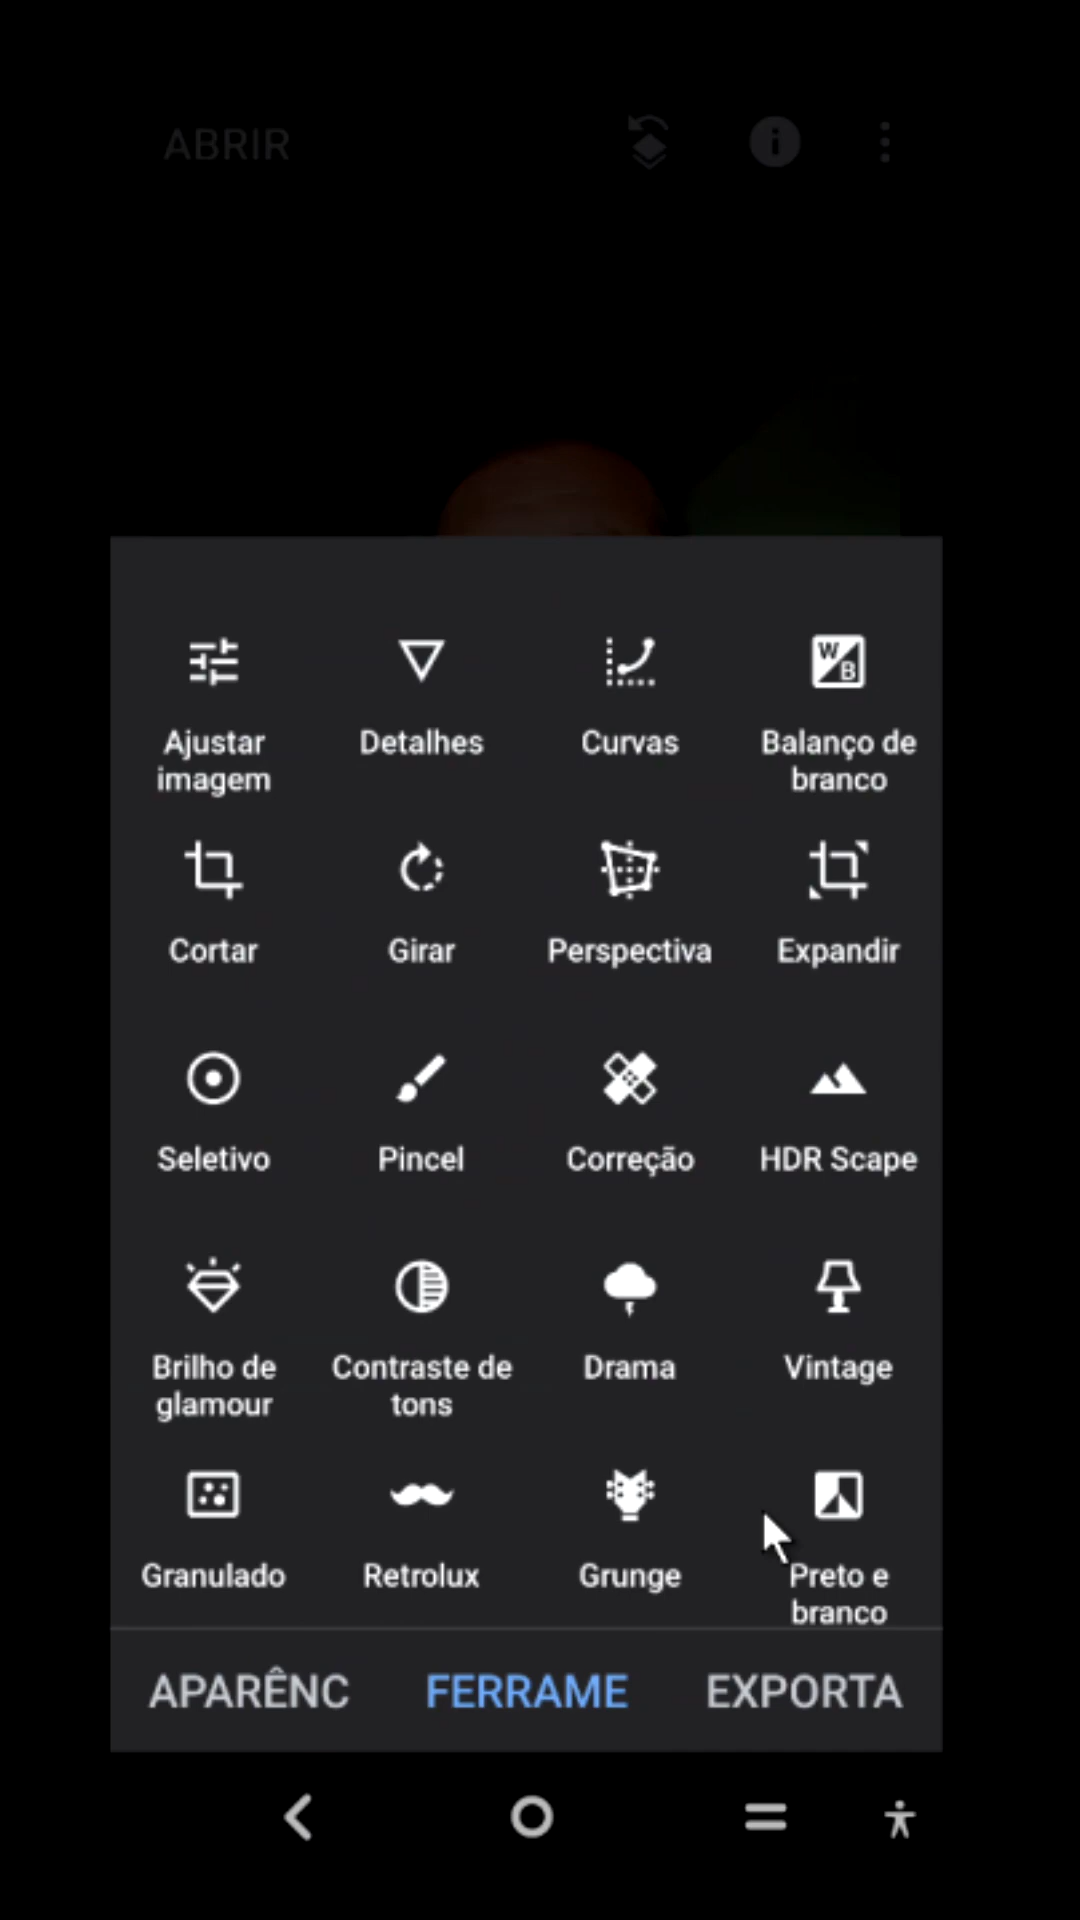 ABRIR
Ajustar imagem
Detalhes
Curvas
W B
Balanço de branco
Cortar
Girar
Perspectiva
Expandir
Seletivo
Pincel
Correção
HDR Scape
Brilho de glamour
Contraste de tons
Drama
Vintage
Granulado
Retrolux
Grunge
Preto e branco
APARÊNC
FERRAME
EXPORTA